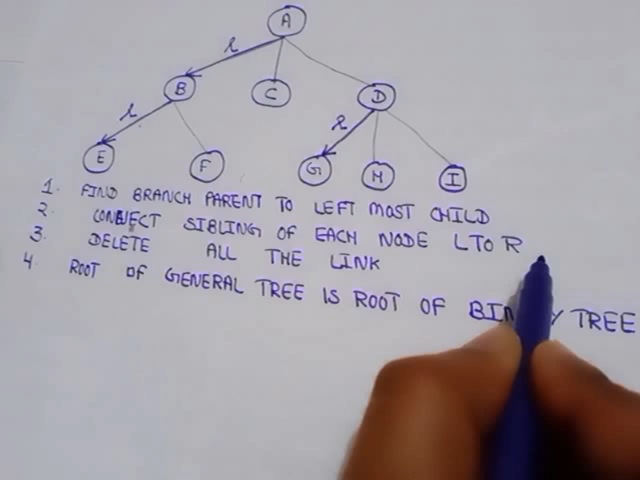 A
l
B
C
D
l
l
E
F
G
H
I
1. FIND BRANCH PARENT TO LEFT MOST CHILD
2. CONNECT SIBLING OF EACH NODE L TO R
3. DELETE ALL THE LINK
4. ROOT OF GENERAL TREE IS ROOT OF TREE